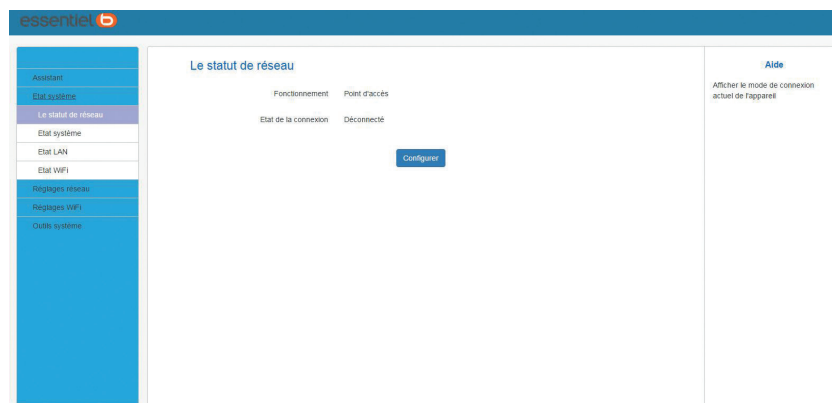 essentiel b
Assistant
Etat système
Le statut de réseau
Etat système
Etat LAN
Etat WiFi
Réglages réseau
Réglages WiFi
Outils système
Le statut de réseau
Fonctionnement Point d'accès
Etat de la connexion Déconnecté
Configurer
Aide
Afficher le mode de connexion
actuel de l'appareil